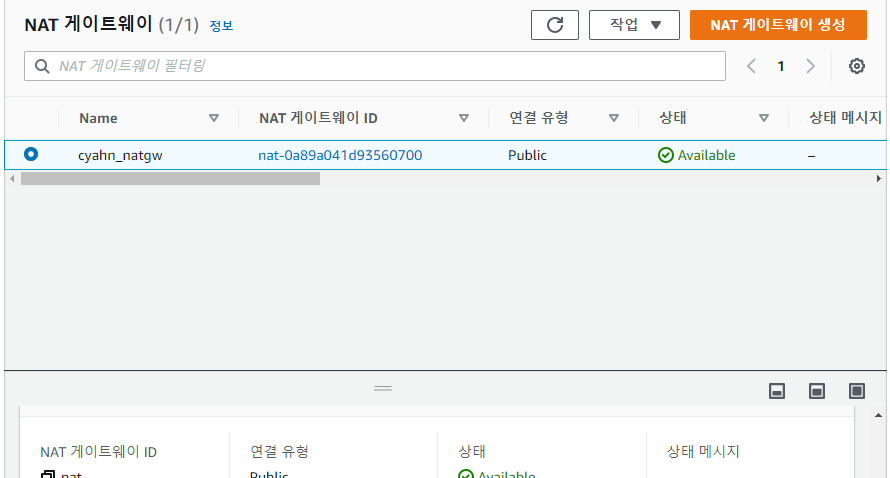 NAT 게이트웨이 (1/1) 정보 작업 NAT 게이트웨이 생성
NAT 게이트웨이 필터링 1
Name NAT 게이트웨이 ID 연결 유형 상태 상태 메시지
cyahn_natgw nat-0a89a041d93560700 Public Available –
NAT 게이트웨이 ID 연결 유형 상태 상태 메시지
nat- Public Available